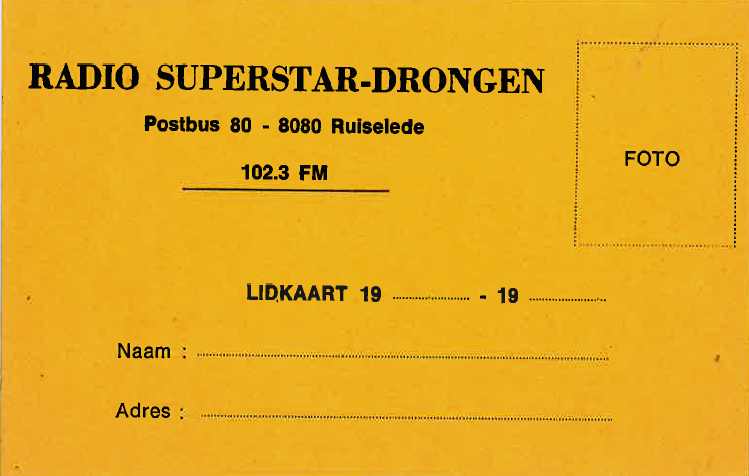 RADIO SUPERSTAR-DRONGEN
Postbus 80 - 8080 Ruiselede
102.3 FM
FOTO
LIDKAART 19 .................... - 19 ....................
Naam : ....................
Adres : ....................